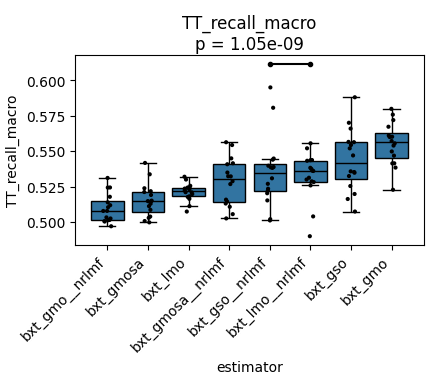 TT_recall_macro
p = 1.05e-09
TT_recall_macro
0.600
0.575
0.550
0.525
0.500
bxt_gmo__nrlmf
bxt_gmosa
bxt_lmo
bxt_gmosa__nrlmf
bxt_gso__nrlmf
bxt_lmo__nrlmf
bxt_gso
bxt_gmo
estimator